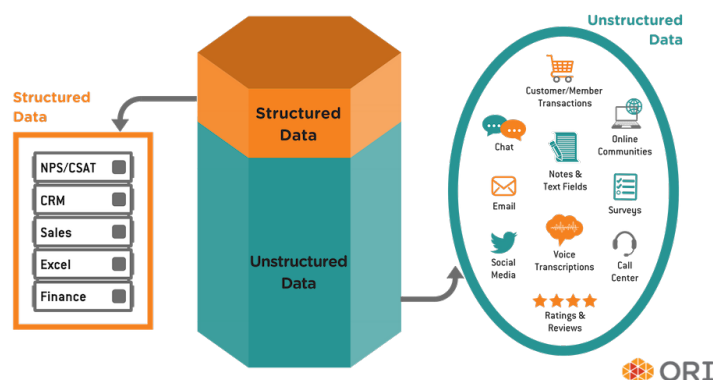 Structured
Data
NPS/CSAT
CRM
Sales
Excel
Finance
Structured
Data
Unstructured
Data
Unstructured
Data
Customer/Member
Transactions
Chat
Online
Communities
Notes &
Text Fields
Email
Surveys
Social
Media
Voice
Transcriptions
Call
Center
Ratings &
Reviews
ORI